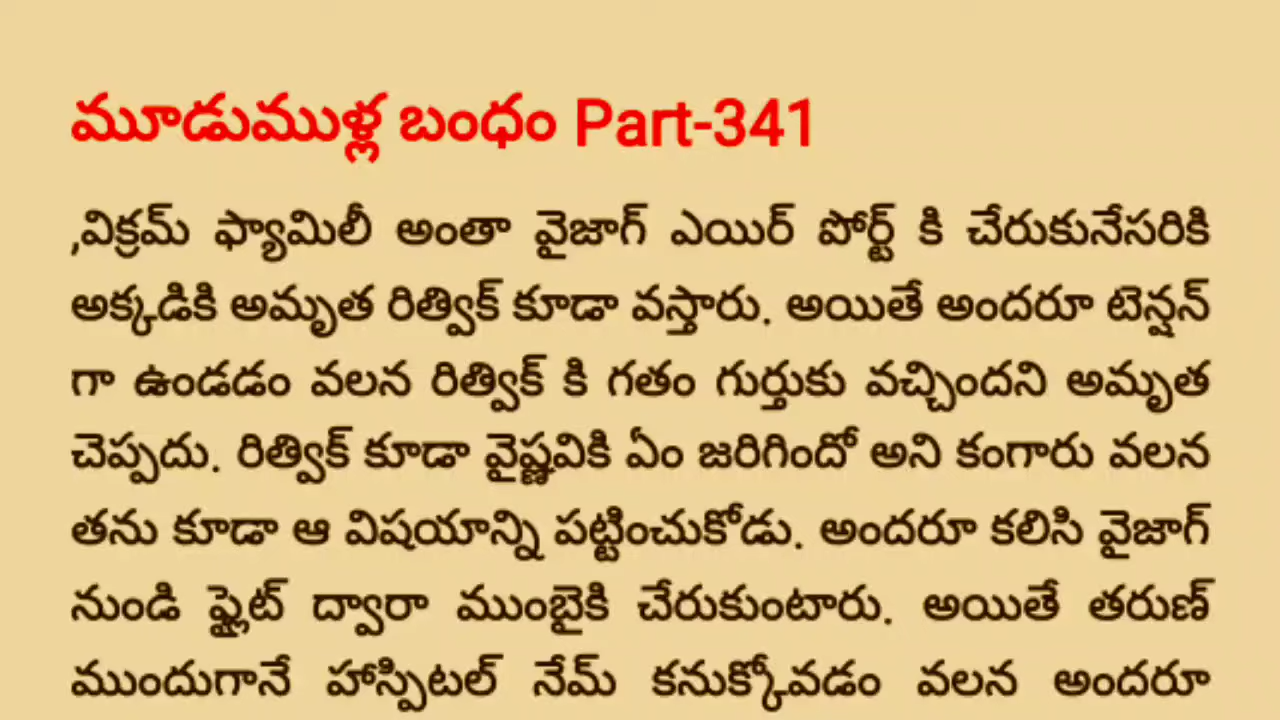 మూడుముళ్ల బంధం Part-341
,విక్రమ్ ఫ్యామిలీ అంతా వైజాగ్ ఎయిర్ పోర్ట్ కి చేరుకునేసరికి
అక్కడికి అమృత రిత్విక్ కూడా వస్తారు. అయితే అందరూ టెన్షన్
గా ఉండడం వలన రిత్విక్ కి గతం గుర్తుకు వచ్చిందని అమృత
చెప్పదు. రిత్విక్ కూడా వైష్ణవికి ఏం జరిగిందో అని కంగారు వలన
తను కూడా ఆ విషయాన్ని పట్టించుకోడు. అందరూ కలిసి వైజాగ్
నుండి ఫ్లైట్ ద్వారా ముంబైకి చేరుకుంటారు. అయితే తరుణ్
ముందుగానే హాస్పిటల్ నేమ్ కనుక్కోవడం వలన అందరూ